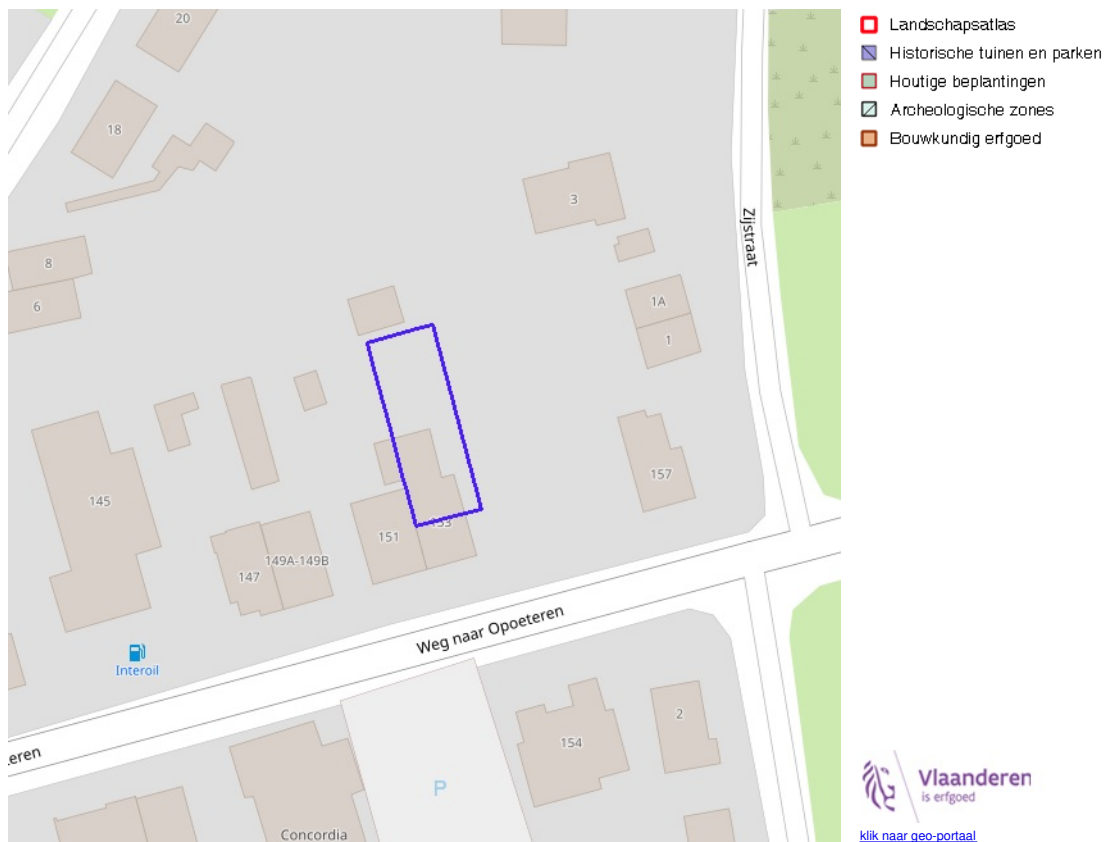 20
18
8
6
3
1A
1
Zijstraat
145
147
149A-149B
151
153
157
Interoil
Weg naar Opoeteren
eren
154
2
P
Concordia
Landschapsatlas
Historische tuinen en parken
Houtige beplantingen
Archeologische zones
Bouwkundig erfgoed
Vlaanderen
is erfgoed
klik naar geo-portaal